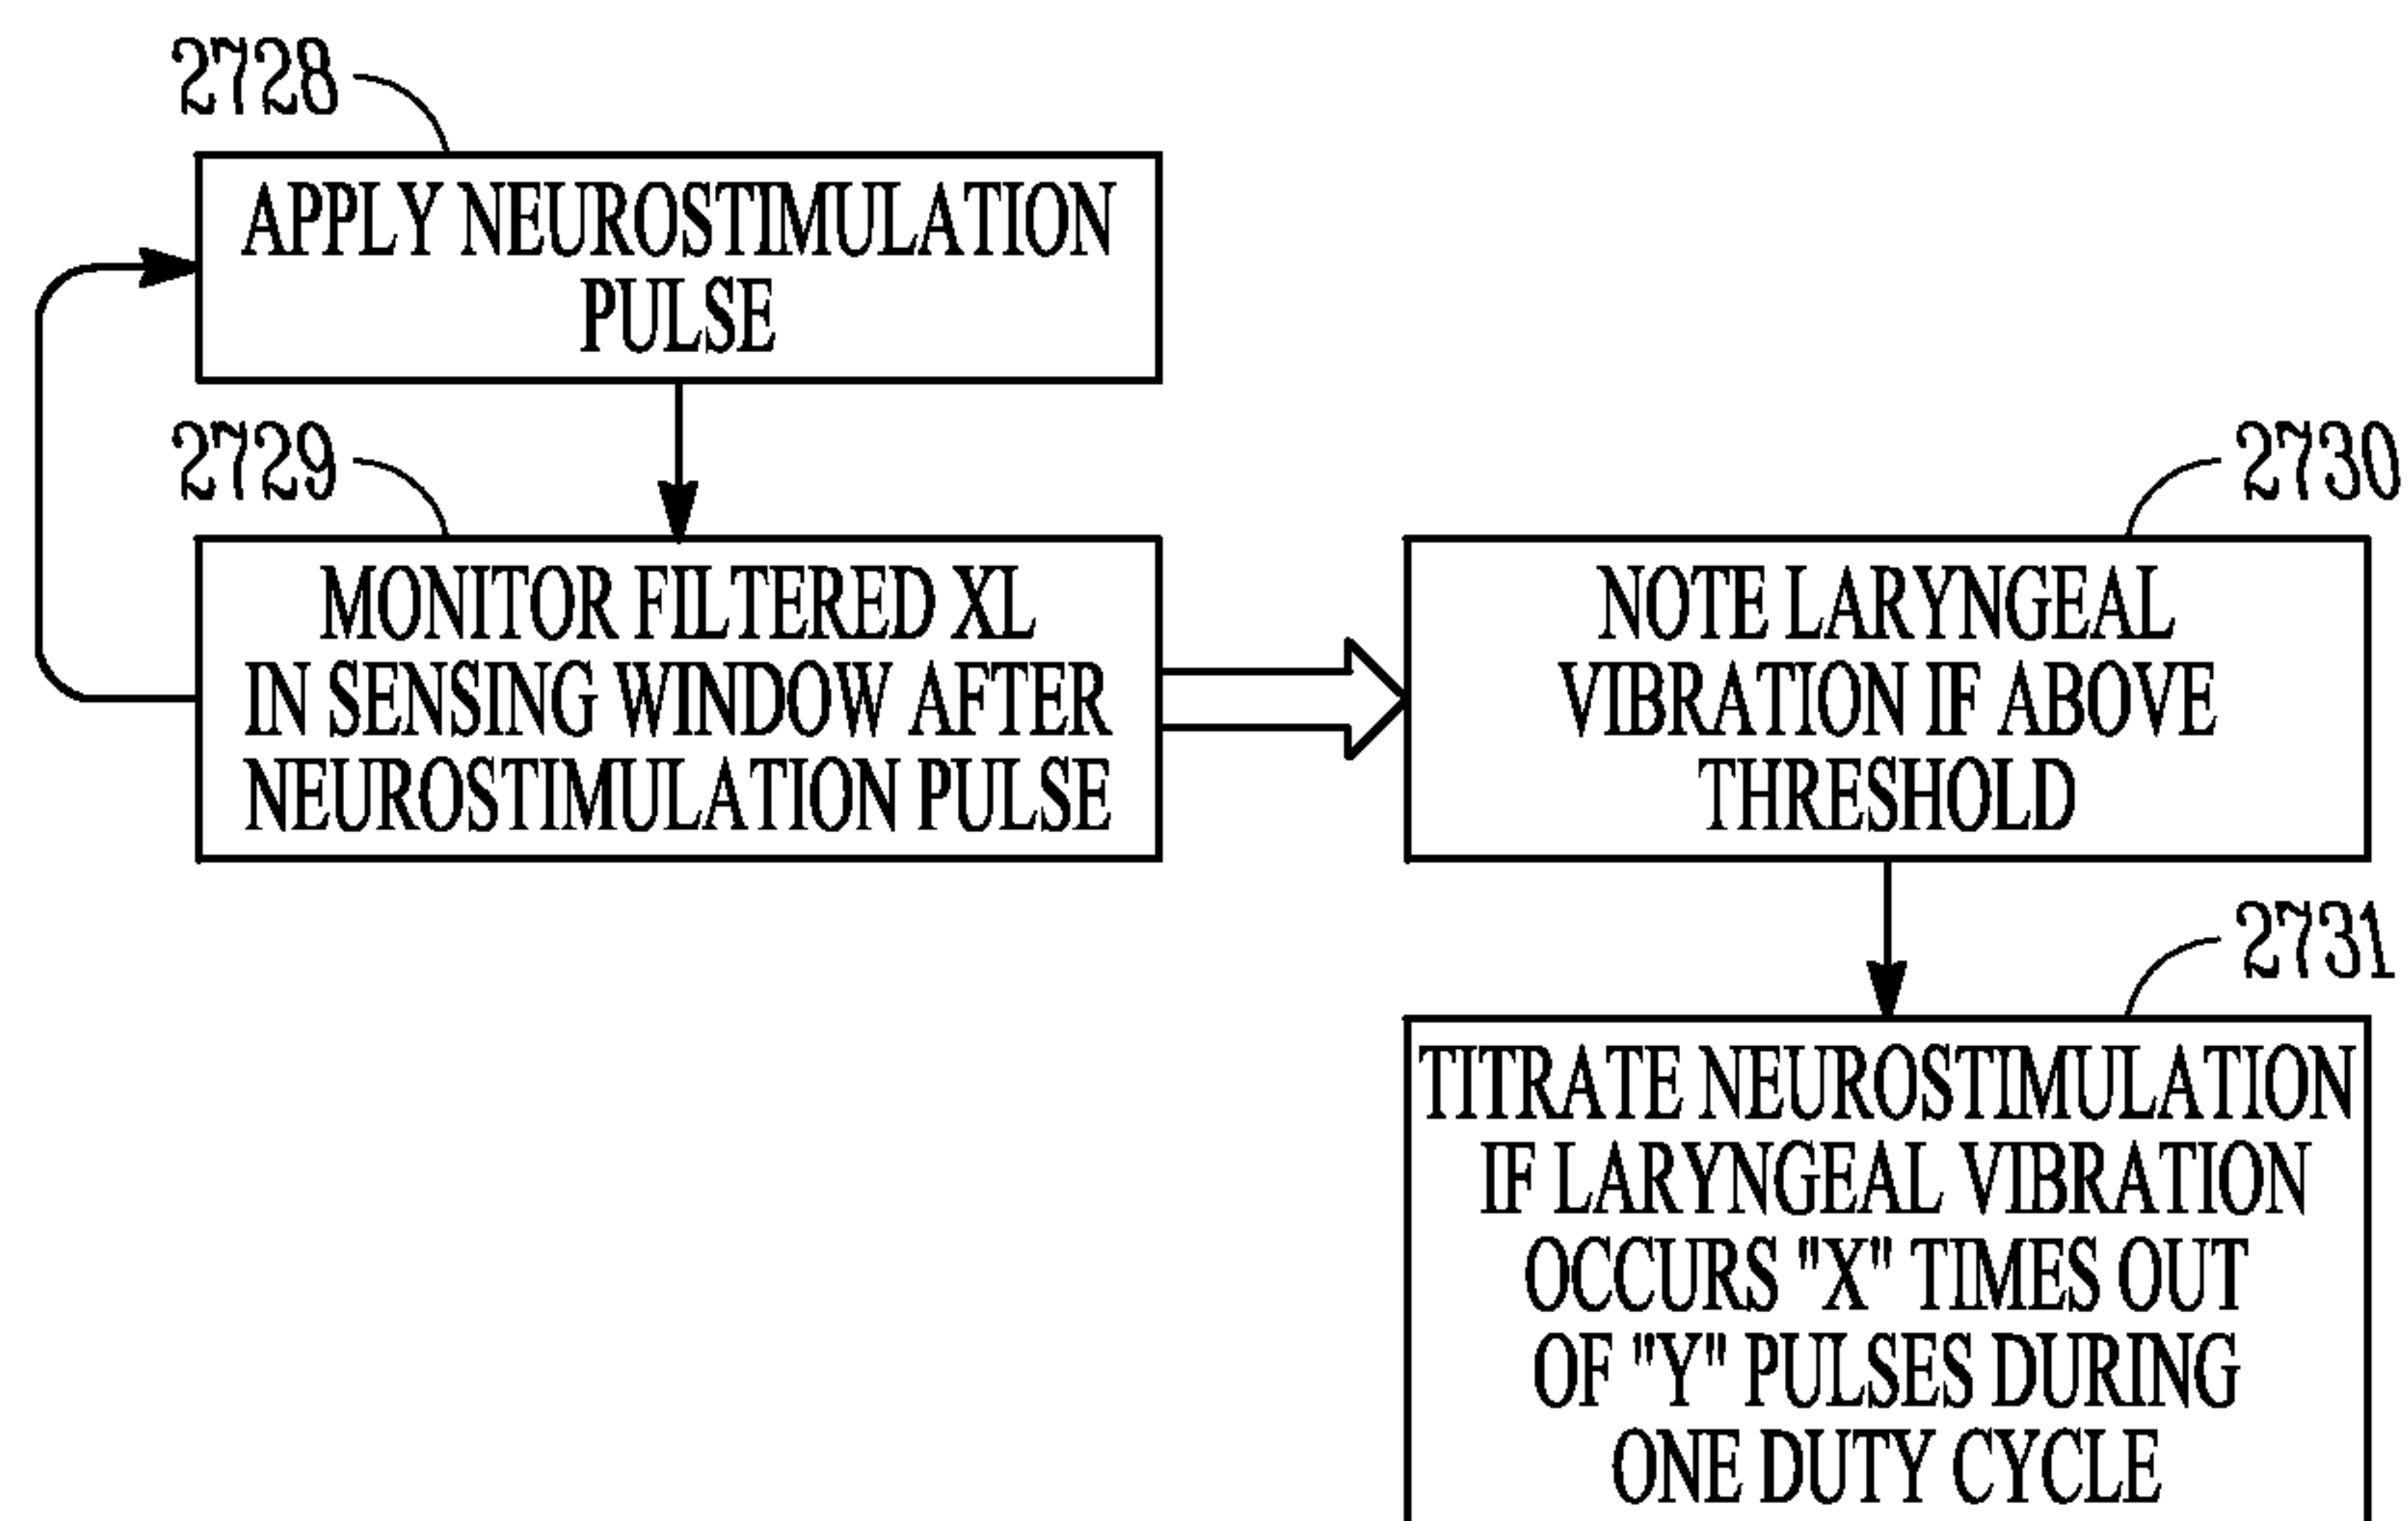 2728
APPLY NEUROSTIMULATION
PULSE
2729
MONITOR FILTERED XL
IN SENSING WINDOW AFTER
NEUROSTIMULATION PULSE
2730
NOTE LARYNGEAL
VIBRATION IF ABOVE
THRESHOLD
2731
TITRATE NEUROSTIMULATION
IF LARYNGEAL VIBRATION
OCCURS "X" TIMES OUT
OF "Y" PULSES DURING
ONE DUTY CYCLE